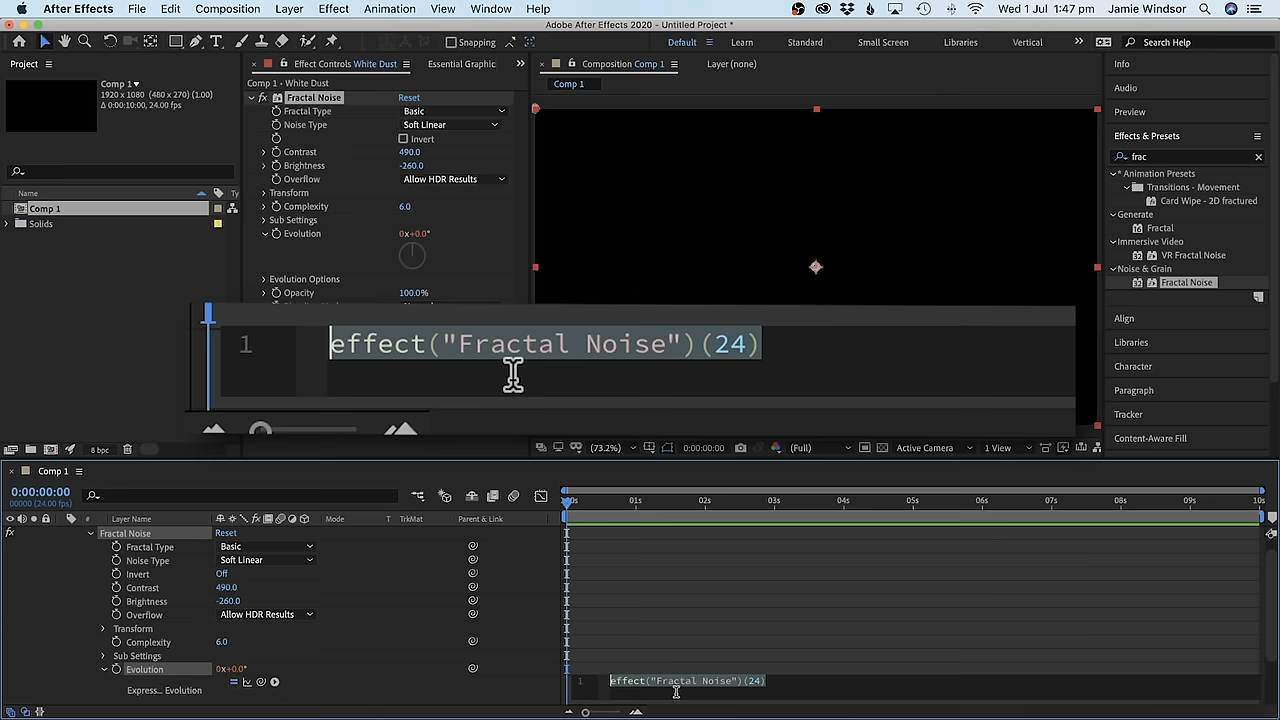 After Effects File Edit Composition Layer Effect Animation View Window Help Wed 1 Jul 1:47 pm Jamie Windsor
Adobe After Effects 2020 - Untitled Project *
Snapping Default Learn Standard Small Screen Libraries Vertical Search Help
Project
Comp 1
1920 x 1080 (480 x 270) (1.00)
Δ 0:00:10:00, 24.00 fps
Name Ty
Comp 1
Solids
8 bpc
Effect Controls White Dust Essential Graphic
Comp 1 · White Dust
fx Fractal Noise Reset
Fractal Type Basic
Noise Type Soft Linear
Invert
Contrast 490.0
Brightness -260.0
Overflow Allow HDR Results
Transform
Complexity 6.0
Sub Settings
Evolution 0x+0.0°
Evolution Options
Opacity 100.0%
Composition Comp 1 Layer (none)
Comp 1
1 effect("Fractal Noise")(24)
(73.2%) 0:00:00:00 (Full) Active Camera 1 View
Info
Audio
Preview
Effects & Presets
frac
* Animation Presets
Transitions - Movement
Card Wipe - 2D fractured
Generate
Fractal
Immersive Video
VR Fractal Noise
Noise & Grain
Fractal Noise
Align
Libraries
Character
Paragraph
Tracker
Content-Aware Fill
Comp 1
0:00:00:00
00000 (24.00 fps)
01s 02s 03s 04s 05s 06s 07s 08s 09s 10s
# Layer Name Mode T TrkMat Parent & Link
fx Fractal Noise Reset
Fractal Type Basic
Noise Type Soft Linear
Invert Off
Contrast 490.0
Brightness -260.0
Overflow Allow HDR Results
Transform
Complexity 6.0
Sub Settings
Evolution 0x+0.0°
Express... Evolution 1 effect("Fractal Noise")(24)